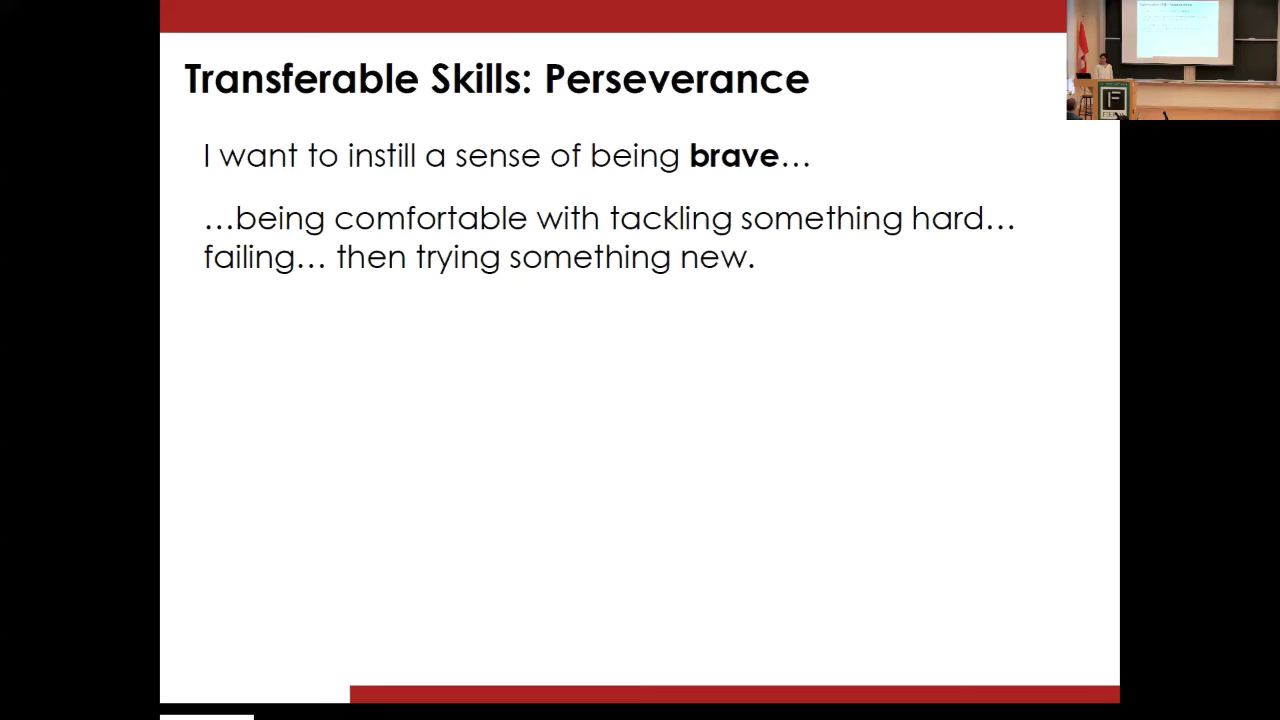 Transferable Skills: Perseverance
I want to instill a sense of being brave…
…being comfortable with tackling something hard…
failing… then trying something new.